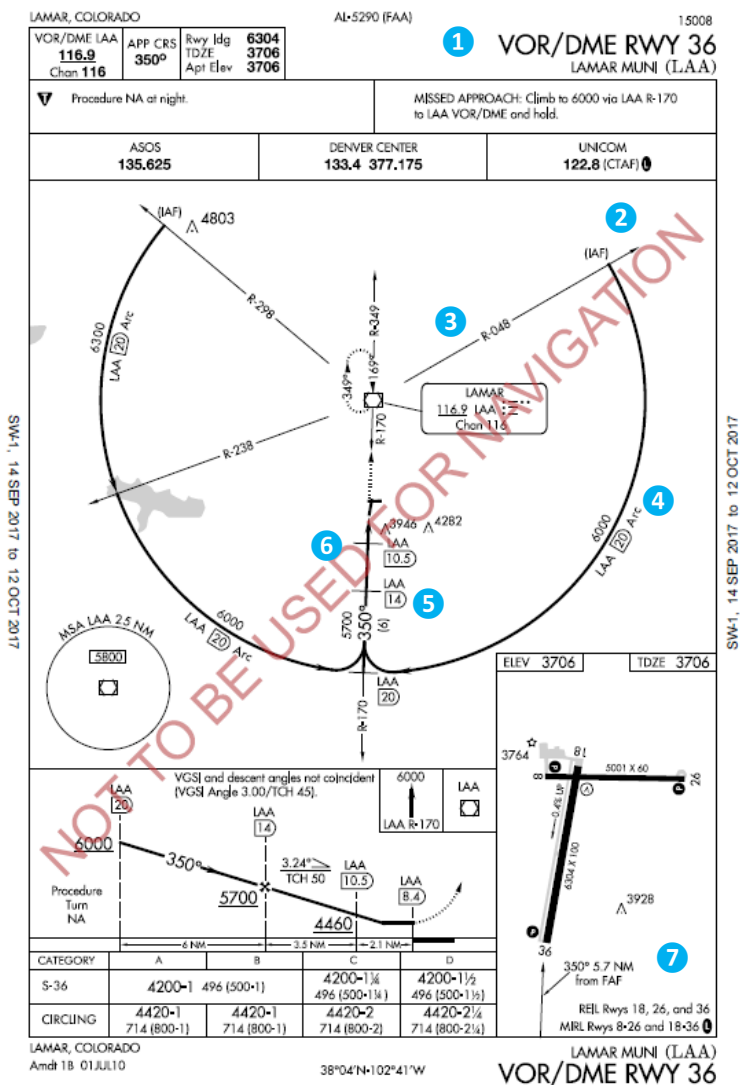 LAMAR, COLORADO
AL-5290 (FAA)
15008
VOR/DME LAA
116.9
Chan 116
APP CRS
350°
Rwy ldg 6304
TDZE 3706
Apt Elev 3706
1
VOR/DME RWY 36
LAMAR MUNI (LAA)
T
Procedure NA at night.
MISSED APPROACH: Climb to 6000 via LAA R-170
to LAA VOR/DME and hold.
ASOS
135.625
DENVER CENTER
133.4 377.175
UNICOM
122.8 (CTAF) L
(IAF)
4803
2
(IAF)
R-298
R-349
3
R-048
6300
LAA 20 Arc
349°
169°
LAMAR
116.9 LAA
Chan 116
R-170
R-238
4
3946
4282
6
LAA
10.5
6000
LAA 20 Arc
LAA
14
5
5700
350°
(6)
6000
LAA 20 Arc
MSA LAA 25 NM
5800
LAA
20
R-170
NOT TO BE USED FOR NAVIGATION
SW-1, 14 SEP 2017 to 12 OCT 2017
SW-1, 14 SEP 2017 to 12 OCT 2017
ELEV 3706
TDZE 3706
3764
18
P
8
5001 X 60
26
P
V
0.4% UP
6304 X 100
3928
P
36
7
350° 5.7 NM
from FAF
REIL Rwys 18, 26, and 36
MIRL Rwys 8-26 and 18-36 L
VGSI and descent angles not coincident
(VGSI Angle 3.00/TCH 45).
6000
LAA R-170
LAA
LAA
20
LAA
14
6000
350°
3.24°
TCH 50
LAA
10.5
LAA
8.4
5700
4460
Procedure
Turn
NA
6 NM
3.5 NM
2.1 NM
CATEGORY A B C D
S-36
4200-1 496 (500-1)
4200-1¼
496 (500-1¼)
4200-1½
496 (500-1½)
CIRCLING
4420-1
714 (800-1)
4420-1
714 (800-1)
4420-2
714 (800-2)
4420-2¼
714 (800-2¼)
LAMAR, COLORADO
Amdt 1B 01JUL10
38°04'N-102°41'W
LAMAR MUNI (LAA)
VOR/DME RWY 36